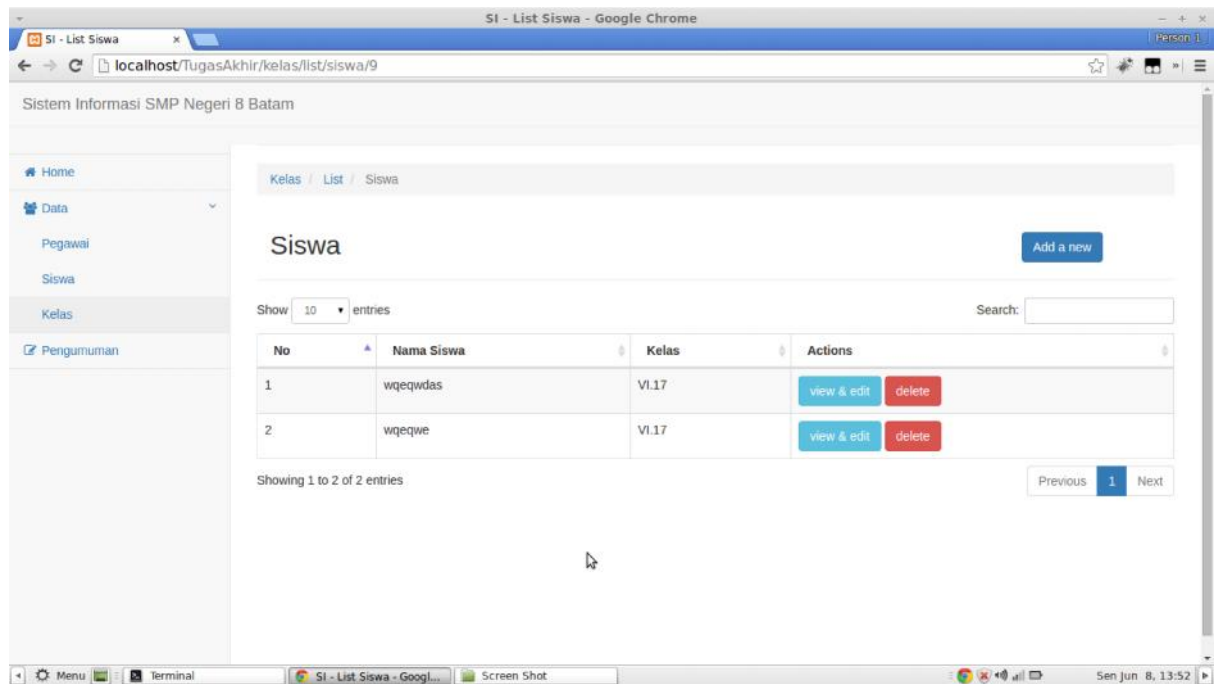 SI - List Siswa - Google Chrome
SI - List Siswa
Person 1
localhost/TugasAkhir/kelas/list/siswa/9
Sistem Informasi SMP Negeri 8 Batam
Home
Kelas / List / Siswa
Data
Pegawai
Siswa
Add a new
Siswa
Kelas
Show 10 entries
Search:
Pengumuman
No Nama Siswa Kelas Actions
1 wqeqwdas VI.17 view & edit delete
2 wqeqwe VI.17 view & edit delete
Showing 1 to 2 of 2 entries
Previous 1 Next
Menu Terminal SI - List Siswa - Googl... Screen Shot Sen Jun 8, 13:52